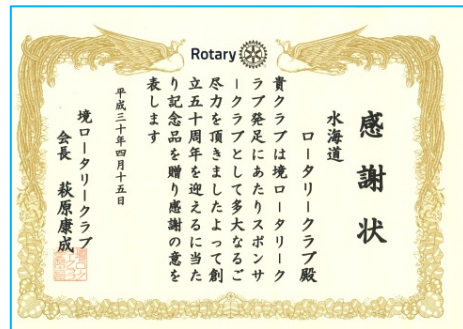 Rotary
感謝状
水海道
ロータリークラブ殿
貴クラブは境ロータリーク
ラブ発足にあたりスポンサ
ークラブとして多大なるご
尽力を頂きましたよって創
立五十周年を迎えるに当た
り記念品を贈り感謝の意を
表します
平成三十年四月十五日
境ロータリークラブ
会長 萩原康成